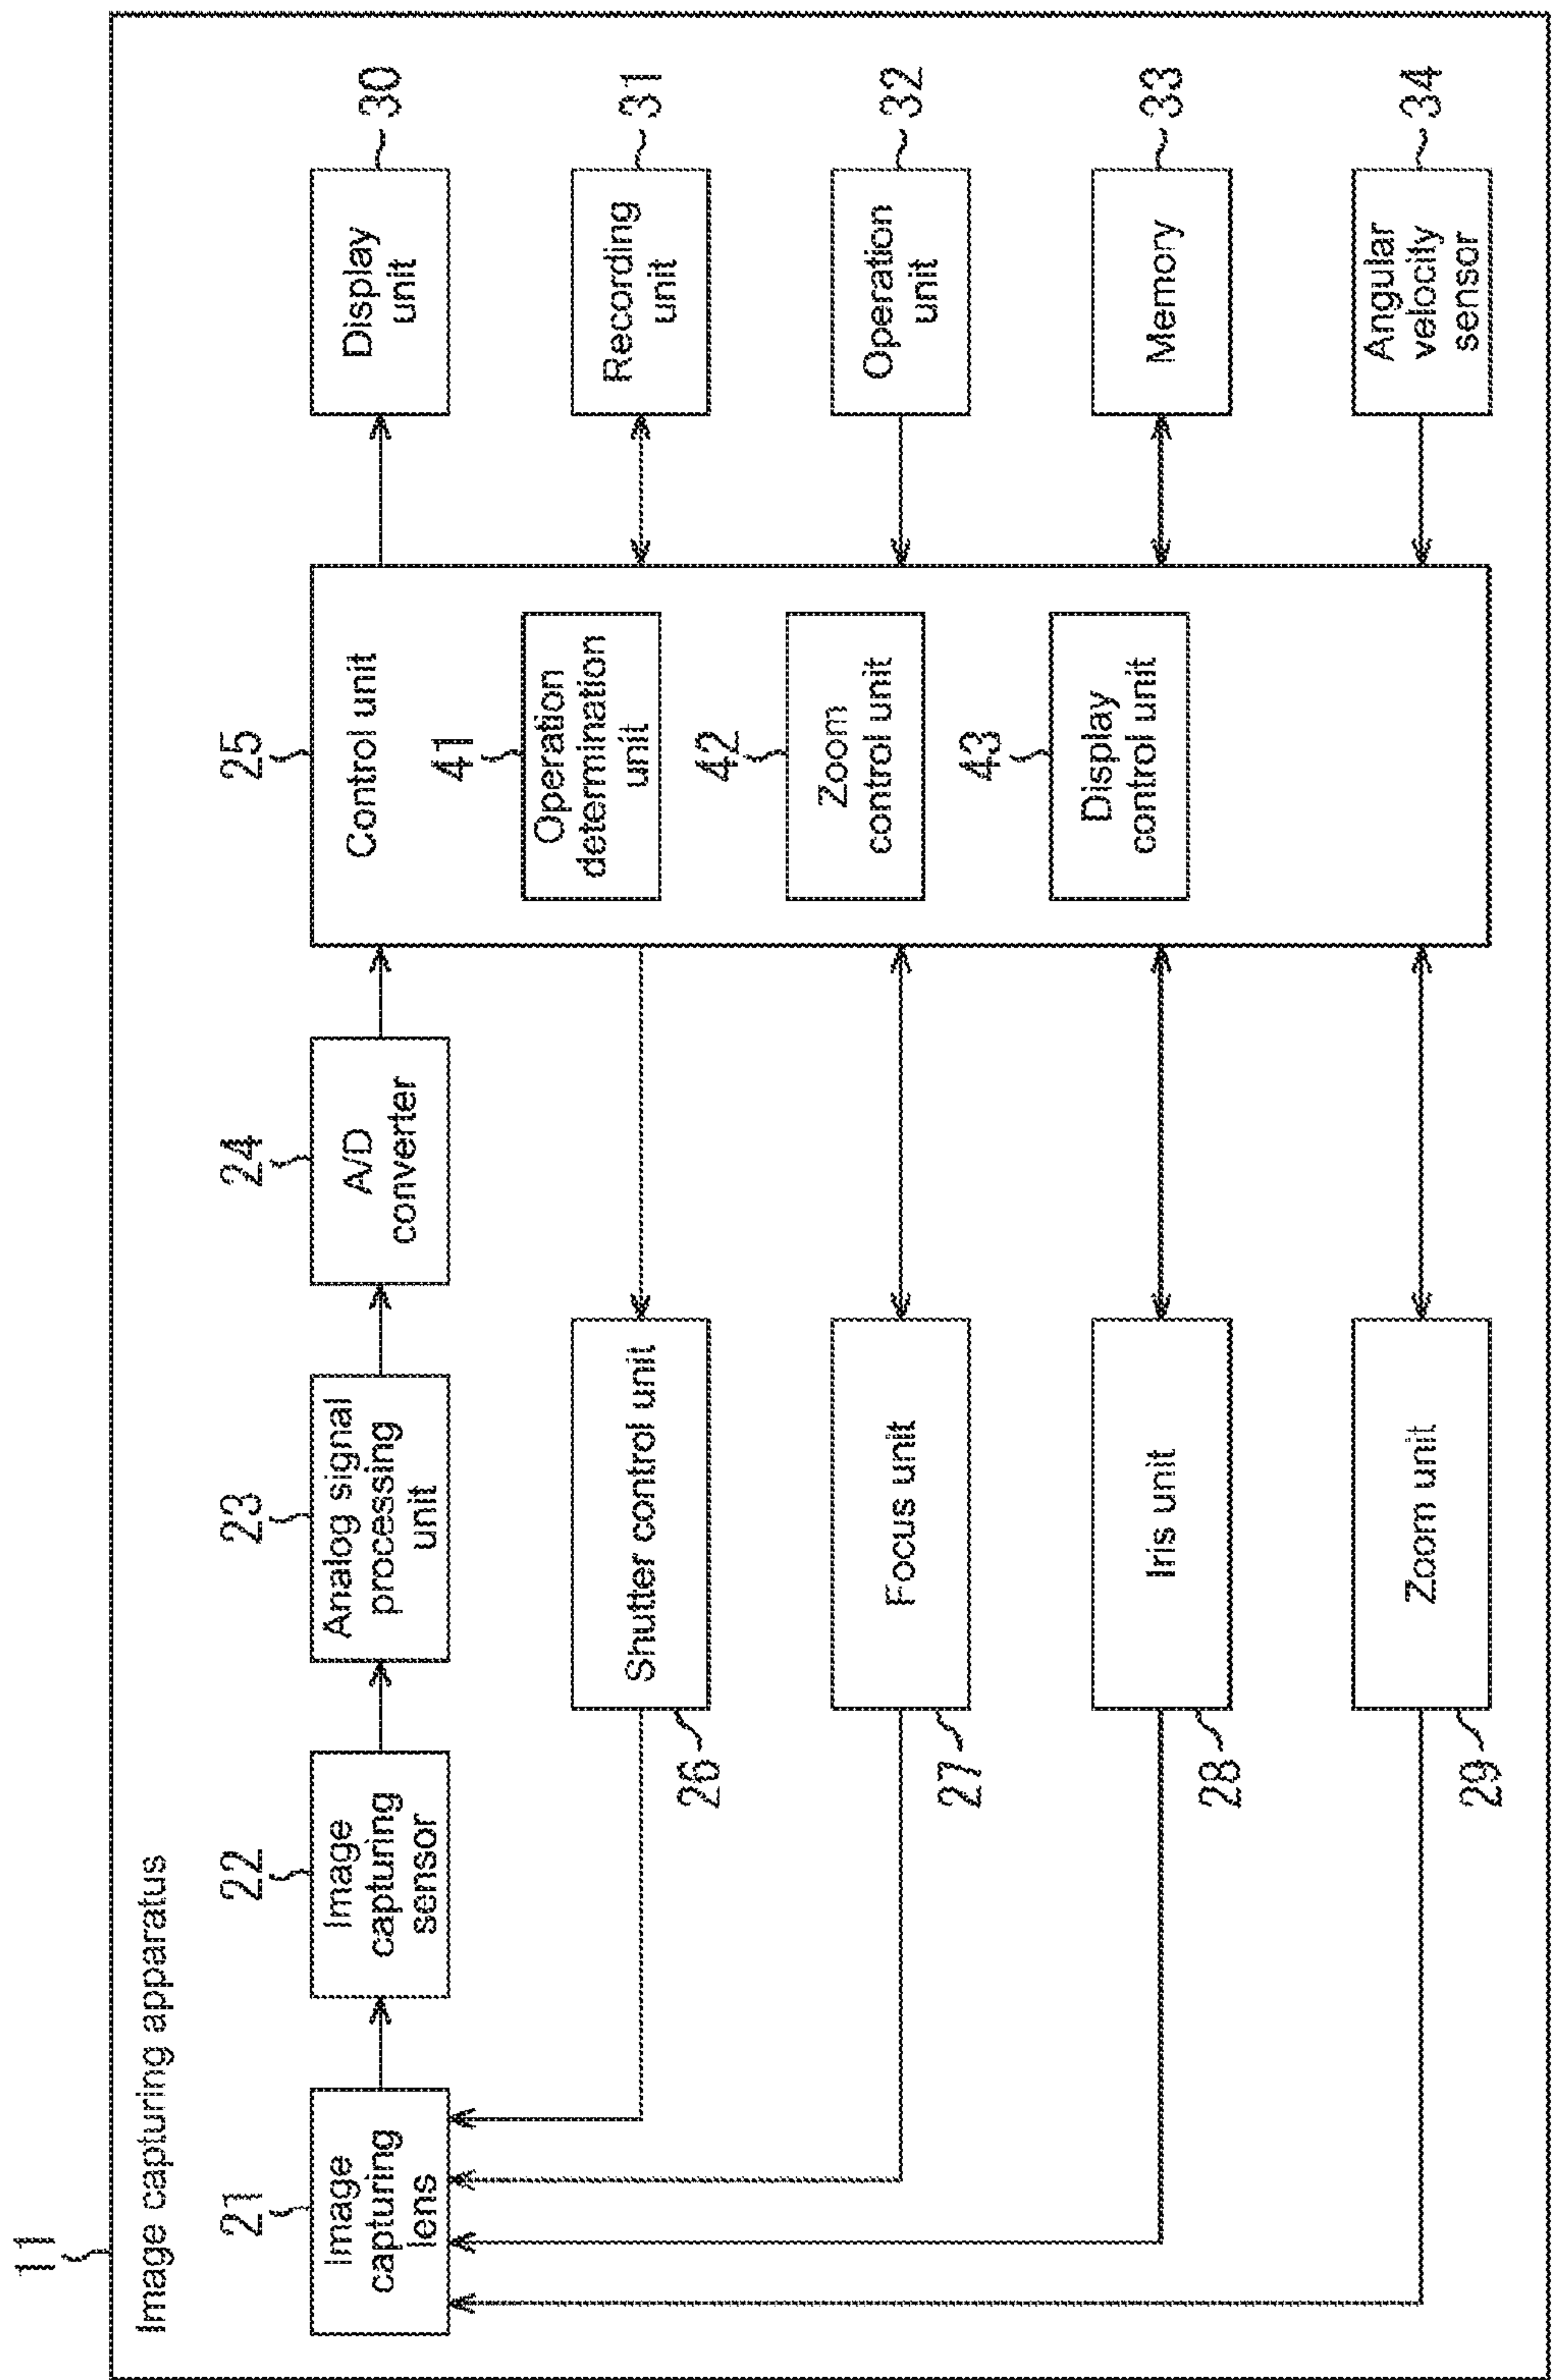 11
Image capturing apparatus
21
Image
capturing
lens
22
Image
capturing
sensor
23
Analog signal
processing
unit
24
A/D
converter
25
Control unit
41
Operation
determination
unit
42
Zoom
control unit
43
Display
control unit
Display
unit
30
Recording
unit
31
Operation
unit
32
Memory
33
Angular
velocity
sensor
34
Shutter control unit
26
Focus unit
27
Iris unit
28
Zoom unit
29